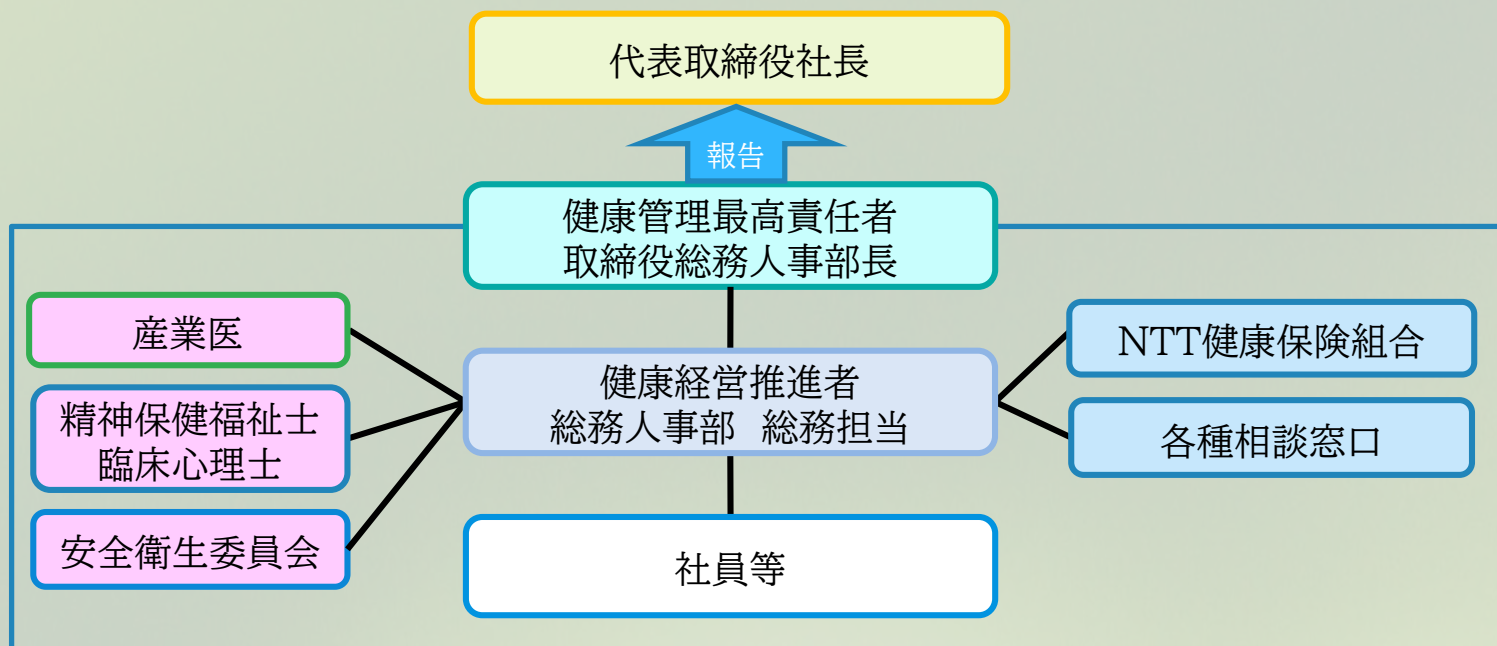 代表取締役社長
報告
健康管理最高責任者
取締役総務人事部長
産業医
精神保健福祉士
臨床心理士
安全衛生委員会
健康経営推進者
総務人事部 総務担当
社員等
NTT健康保険組合
各種相談窓口